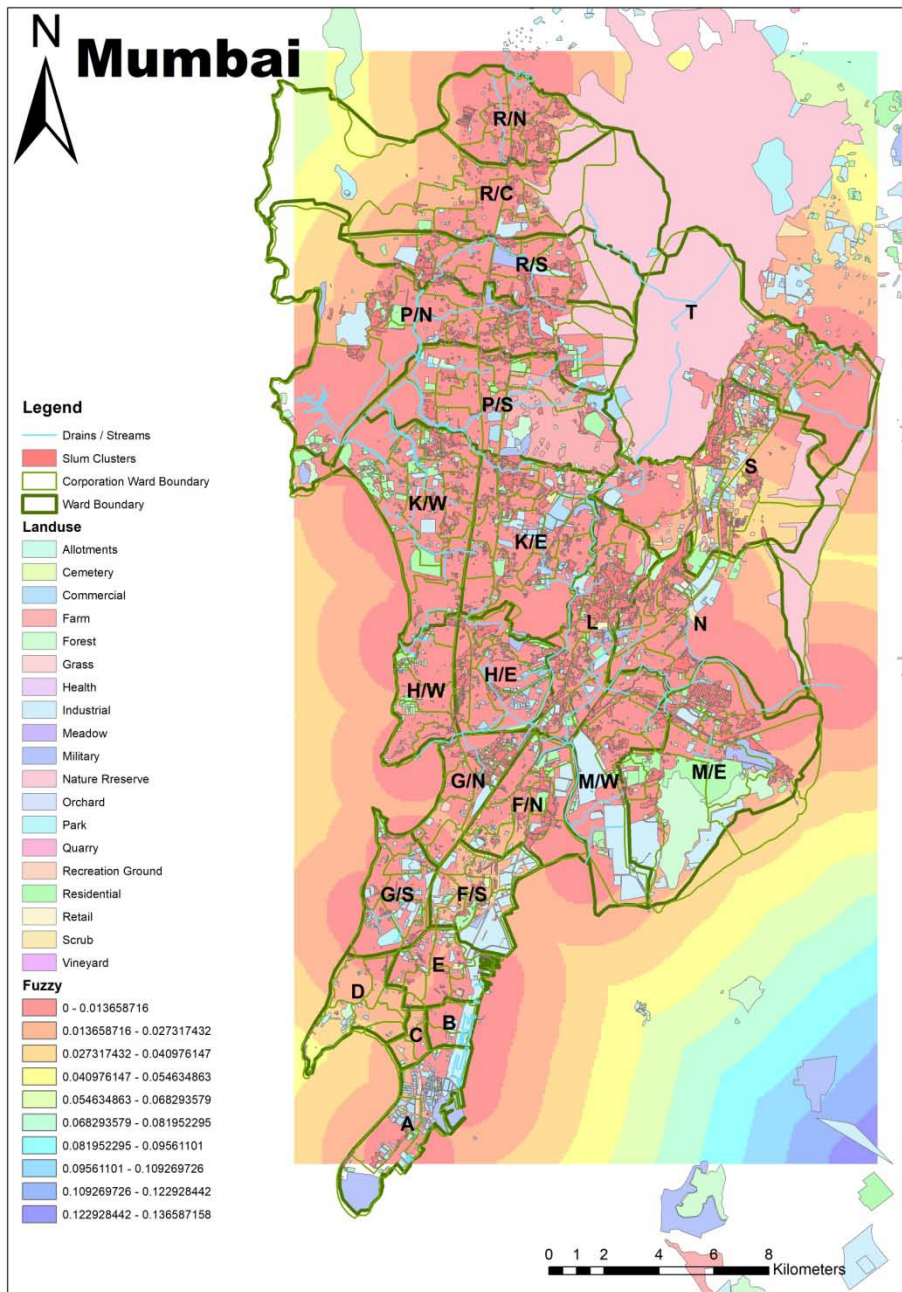 N
Mumbai
R/N
R/C
R/S
P/N
T
P/S
S
K/W
K/E
L
N
H/W
H/E
G/N
F/N
M/W
M/E
G/S
F/S
E
D
B
C
A
Legend
Drains / Streams
Slum Clusters
Corporation Ward Boundary
Ward Boundary
Landuse
Allotments
Cemetery
Commercial
Farm
Forest
Grass
Health
Industrial
Meadow
Military
Nature Rreserve
Orchard
Park
Quarry
Recreation Ground
Residential
Retail
Scrub
Vineyard
Fuzzy
0 - 0.013658716
0.013658716 - 0.027317432
0.027317432 - 0.040976147
0.040976147 - 0.054634863
0.054634863 - 0.068293579
0.068293579 - 0.081952295
0.081952295 - 0.09561101
0.09561101 - 0.109269726
0.109269726 - 0.122928442
0.122928442 - 0.136587158
0 1 2 4 6 8
Kilometers